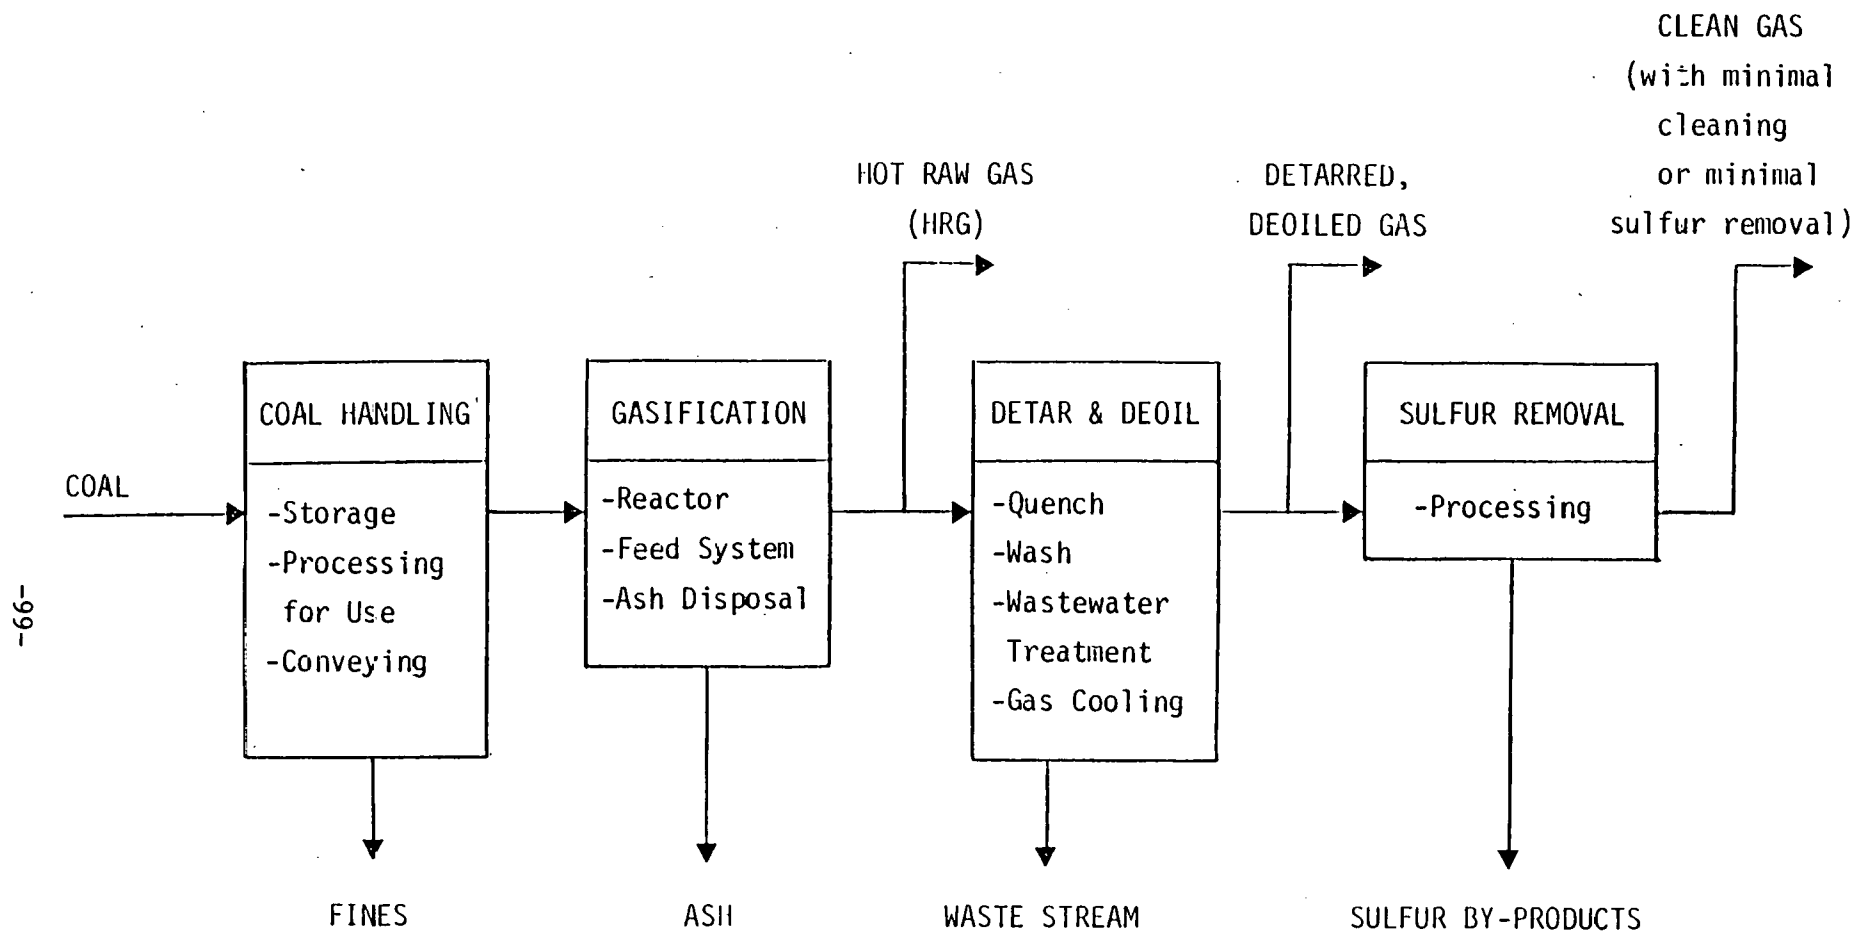 CLEAN GAS
(with minimal
cleaning
or minimal
sulfur removal)
HOT RAW GAS
(HRG)
DETARRED,
DEOILED GAS
COAL
COAL HANDLING
-Storage
-Processing
for Use
-Conveying
GASIFICATION
-Reactor
-Feed System
-Ash Disposal
DETAR & DEOIL
-Quench
-Wash
-Wastewater
Treatment
-Gas Cooling
SULFUR REMOVAL
-Processing
FINES
ASH
WASTE STREAM
SULFUR BY-PRODUCTS
-66-